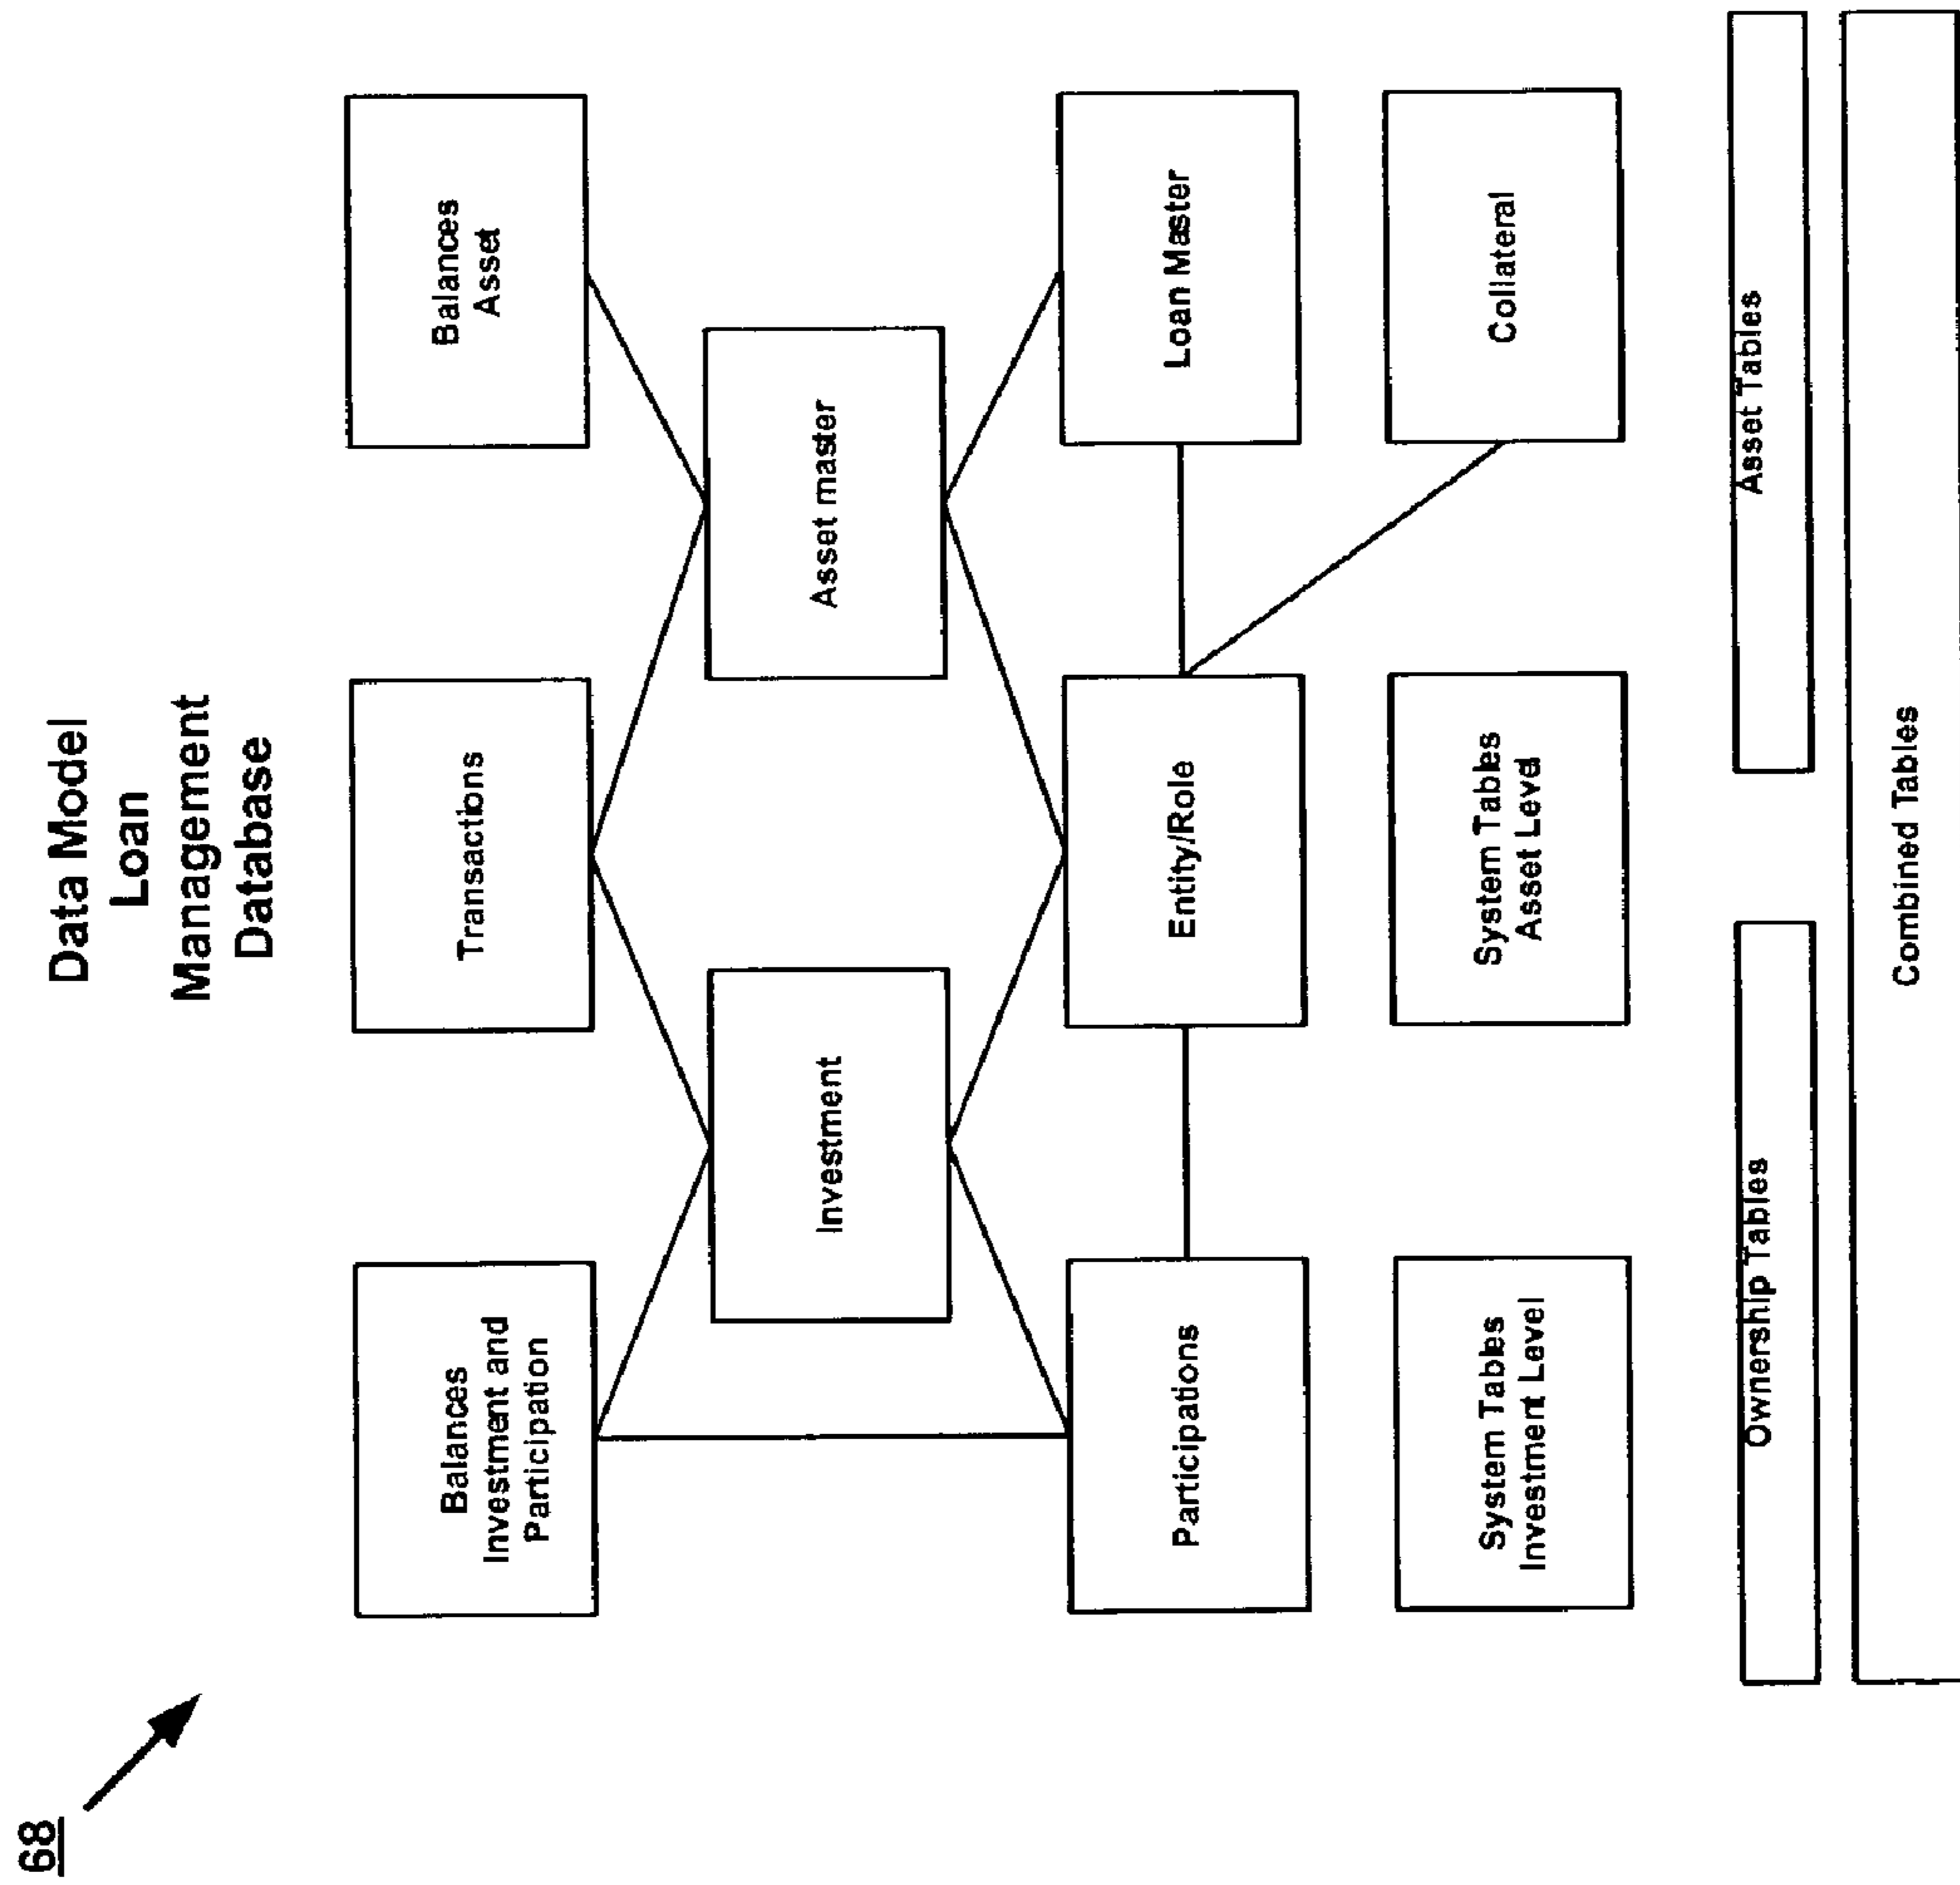 68
Data Model
Loan
Management
Database
Balances
Investment and
Participation
Transactions
Balances
Asset
Investment
Asset master
Participations
Entity/Role
Loan Master
System Tables
Investment Level
System Tables
Asset Level
Collateral
Ownership Tables
Asset Tables
Combined Tables